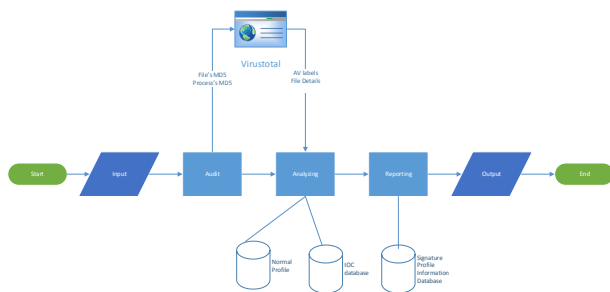 Virustotal
File's MD5
Process's MD5
AV labels
File Details
Start
Input
Audit
Analyzing
Reporting
Output
End
Normal
Profile
IOC
database
Signature
Profile
Information
Database